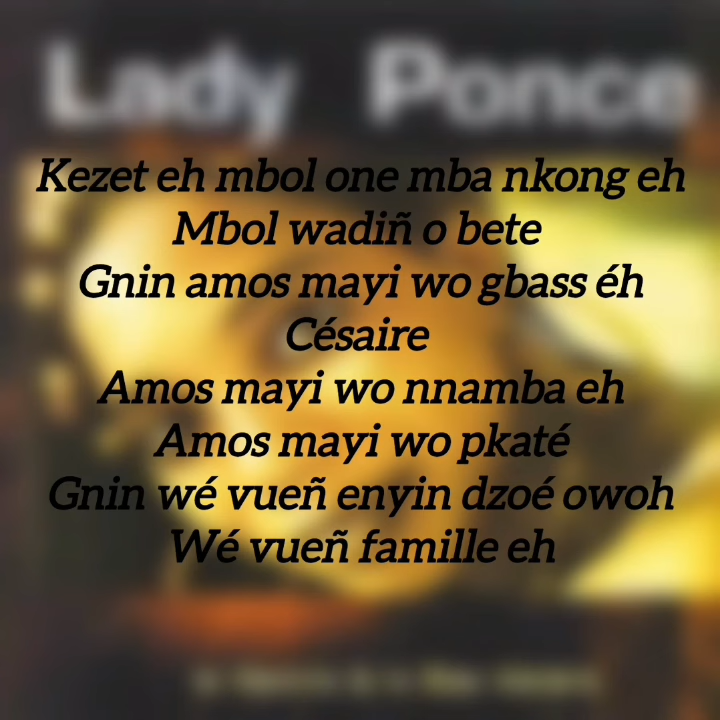 Lady Ponce
Kezet eh mbol one mba nkong eh
Mbol wadiñ o bete
Gnin amos mayi wo gbass éh
Césaire
Amos mayi wo nnamba eh
Amos mayi wo pkaté
Gnin wé vueñ enyin dzoé owoh
Wé vueñ famille eh